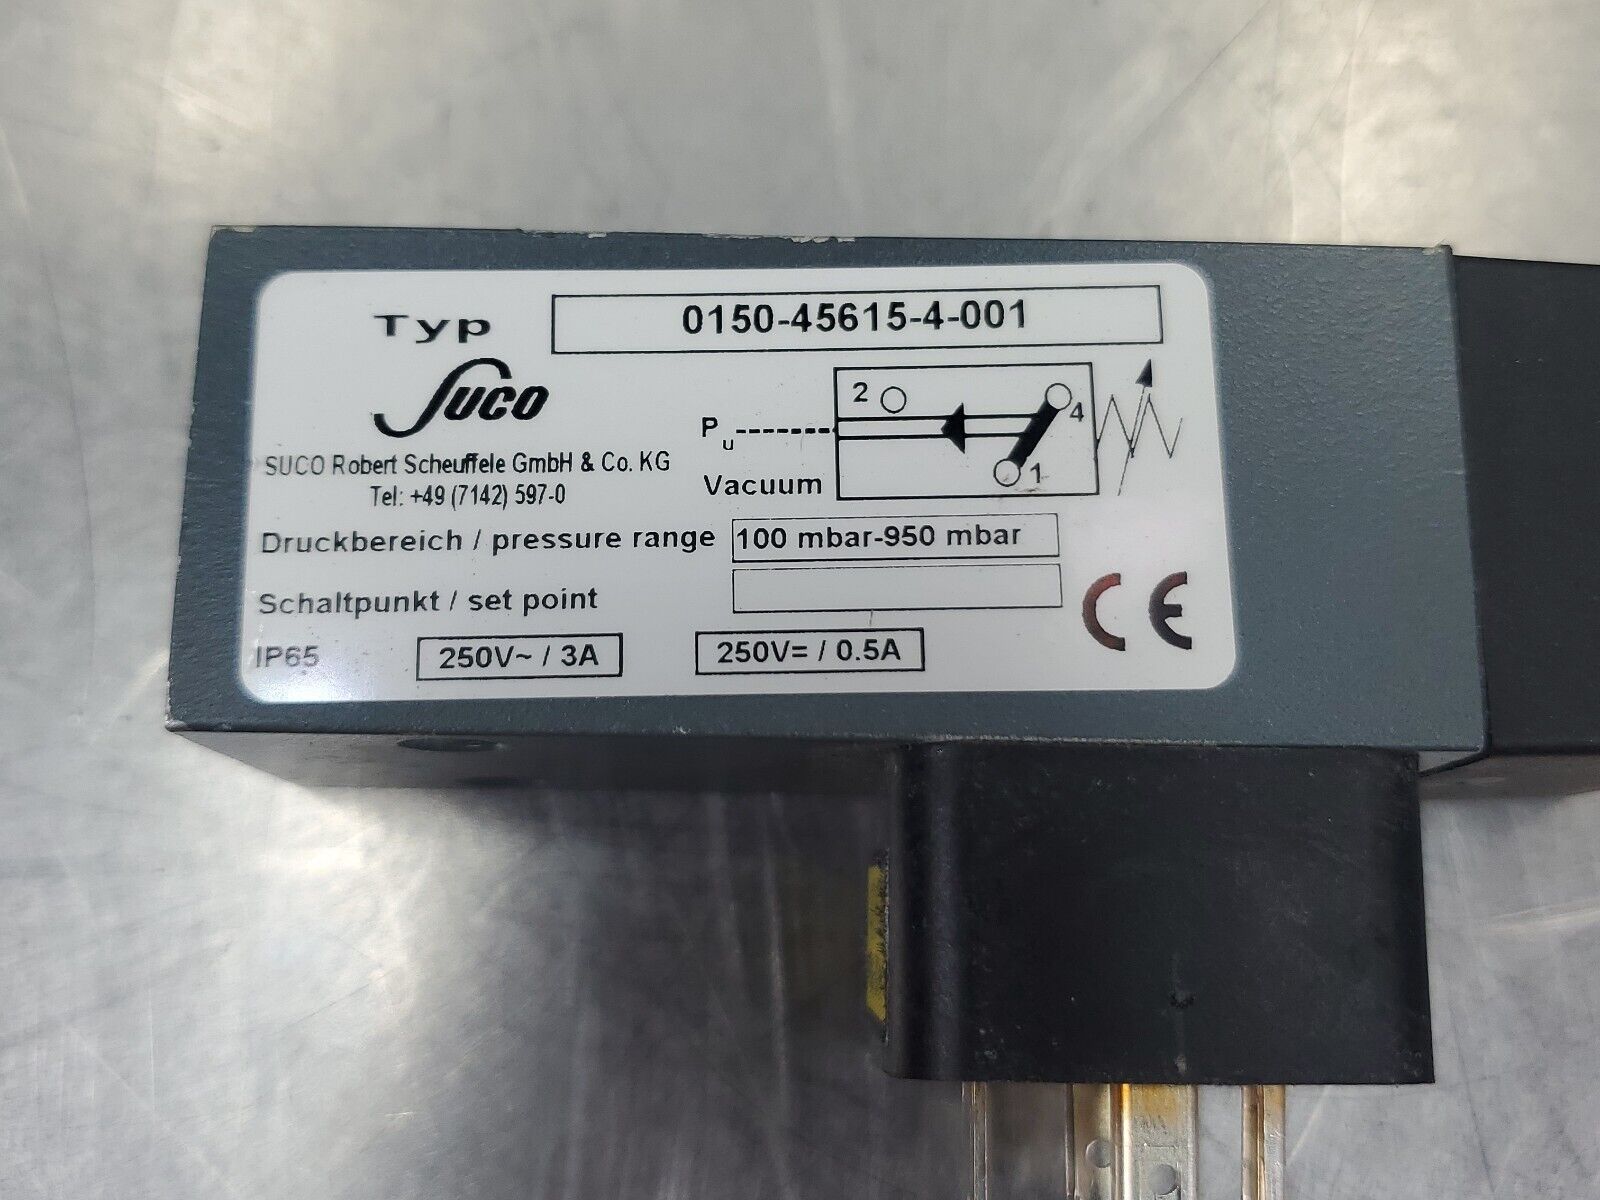 Typ 0150-45615-4-001
SUCO
SUCO Robert Scheuffele GmbH & Co. KG
Tel: +49 (7142) 597-0
2
4
1
Pu
Vacuum
Druckbereich / pressure range 100 mbar-950 mbar
Schaltpunkt / set point
IP65 250V~ / 3A 250V= / 0.5A
CE